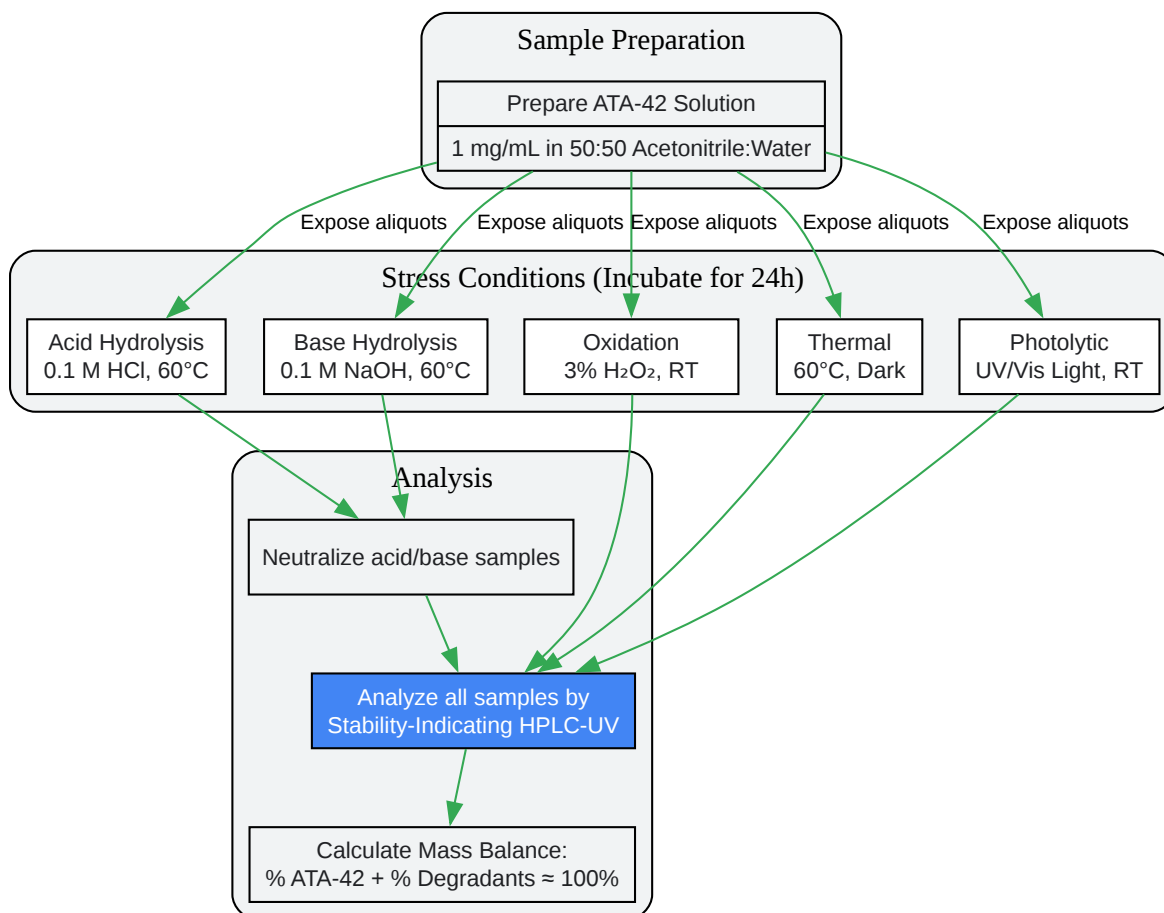 Sample Preparation
Prepare ATA-42 Solution
1 mg/mL in 50:50 Acetonitrile:Water
Expose aliquots
Expose aliquots
Expose aliquots
Expose aliquots
Expose aliquots
Stress Conditions (Incubate for 24h)
Acid Hydrolysis
0.1 M HCl, 60°C
Base Hydrolysis
0.1 M NaOH, 60°C
Oxidation
3% H₂O₂, RT
Thermal
60°C, Dark
Photolytic
UV/Vis Light, RT
Analysis
Neutralize acid/base samples
Analyze all samples by
Stability-Indicating HPLC-UV
Calculate Mass Balance:
% ATA-42 + % Degradants ≈ 100%